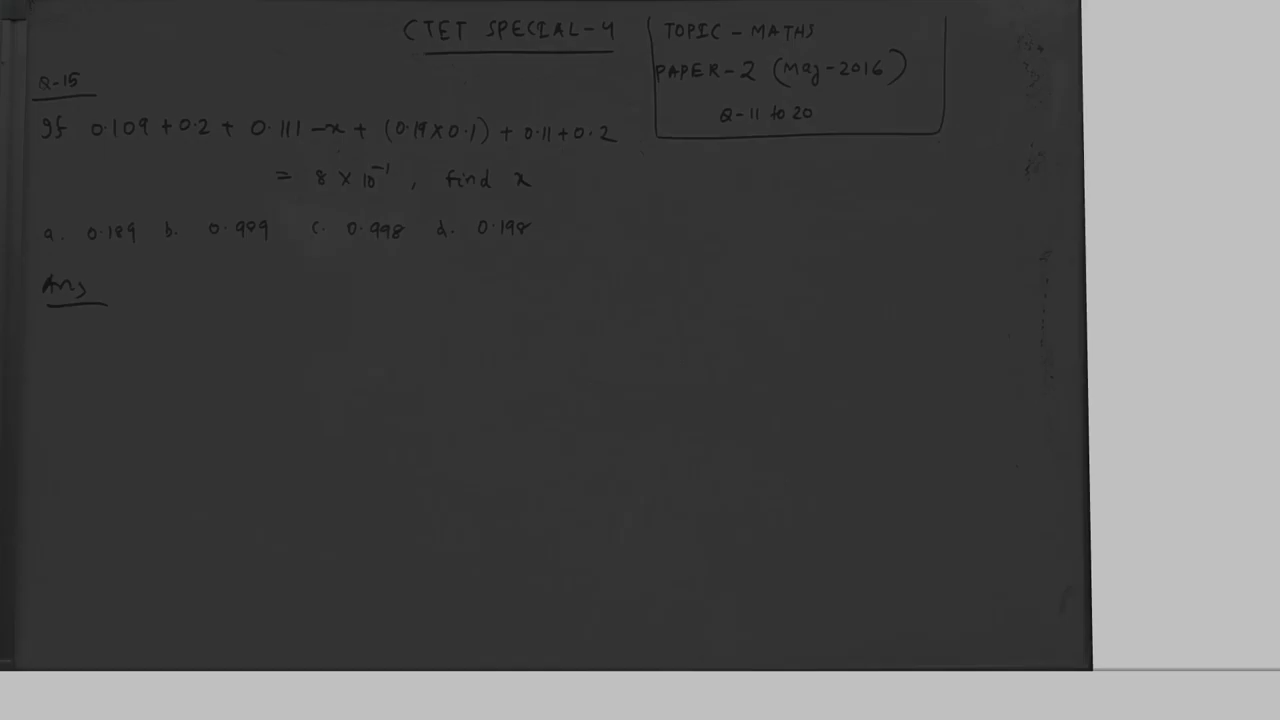 CTET SPECIAL-4
TOPIC - MATHS
PAPER-2 (May-2016)
Q-11 to 20
Q-15
If 0.109 + 0.2 + 0.111 - x + (0.19 X 0.1) + 0.11 + 0.2
= 8 X 10⁻¹, find x
a. 0.189 b. 0.989 c. 0.998 d. 0.198
Ans